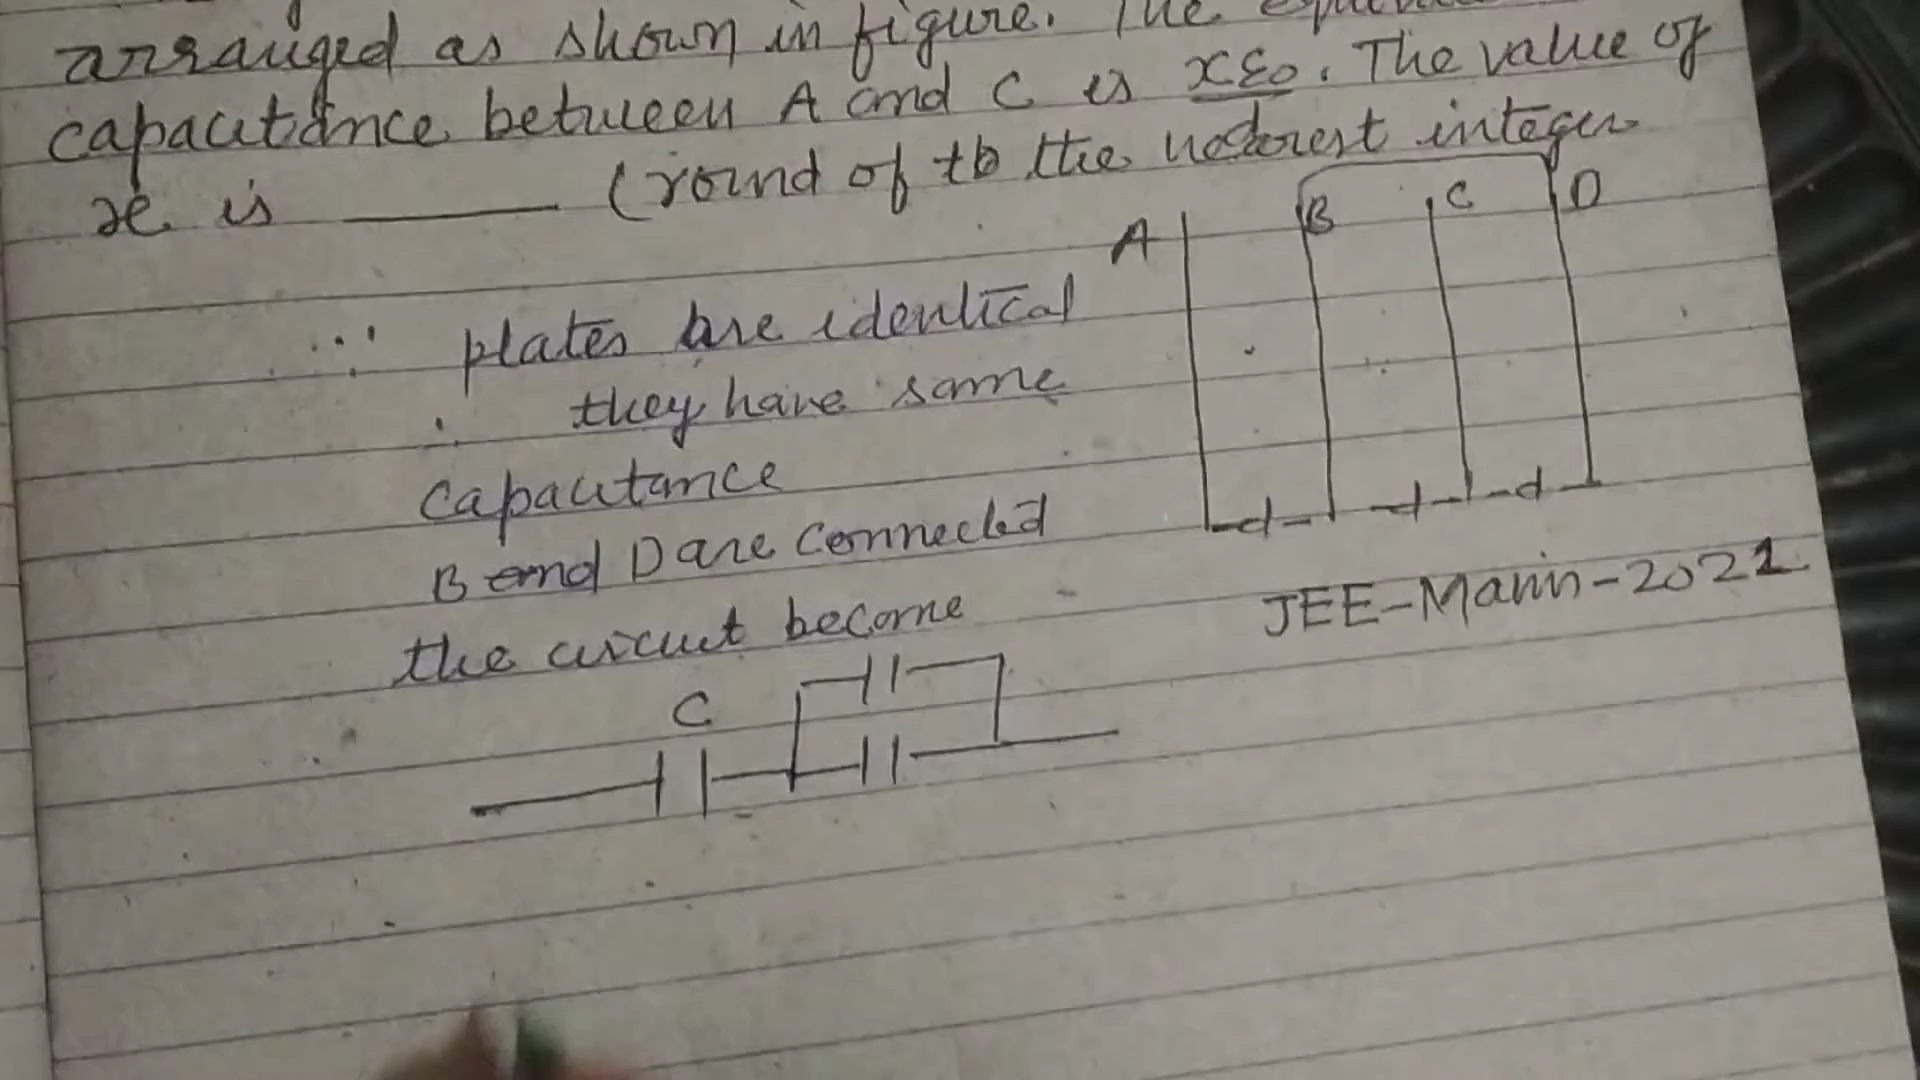 arranged as shown in figure. The
capacitance between A and C is xε₀. The value of
x is ______ (round of to the nearest integer
A B C D
∵ plates are identical
∴ they have same
capacitance
d d d
B and D are connected
JEE-Main-2021
the circuit become
C